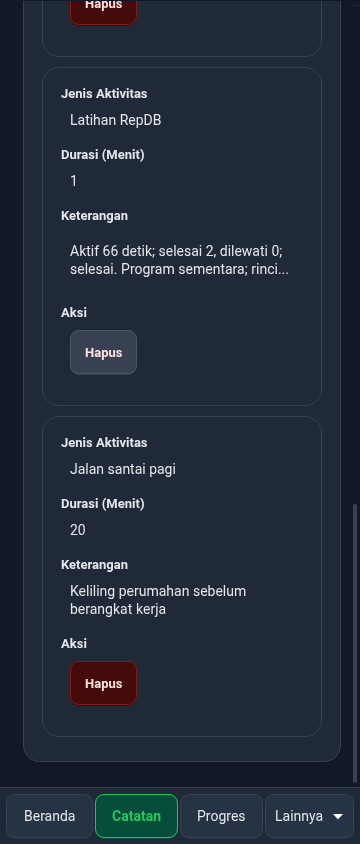 Hapus
Jenis Aktivitas
Latihan RepDB
Durasi (Menit)
1
Keterangan
Aktif 66 detik; selesai 2, dilewati 0;
selesai. Program sementara; rinci...
Aksi
Hapus
Jenis Aktivitas
Jalan santai pagi
Durasi (Menit)
20
Keterangan
Keliling perumahan sebelum
berangkat kerja
Aksi
Hapus
Beranda
Catatan
Progres
Lainnya